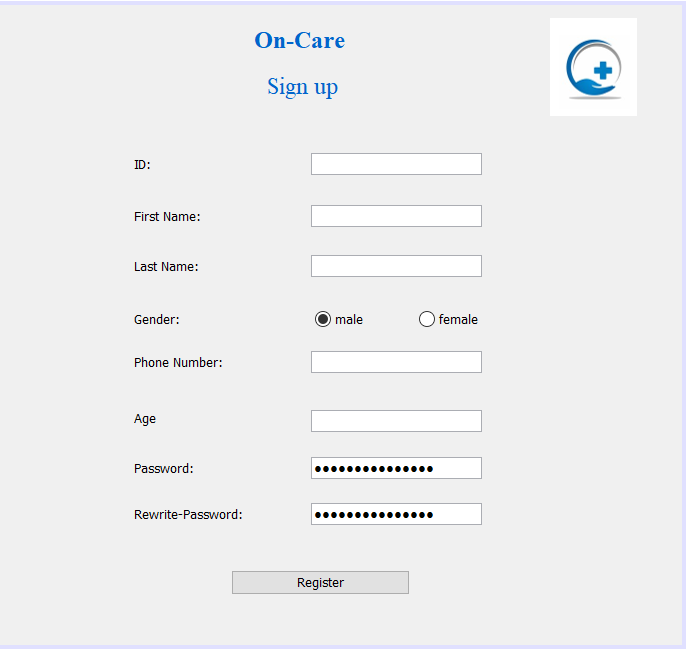 On-Care
Sign up
ID:
First Name:
Last Name:
Gender: male female
Phone Number:
Age
Password: ●●●●●●●●●●●●●●●
Rewrite-Password: ●●●●●●●●●●●●●●●
Register